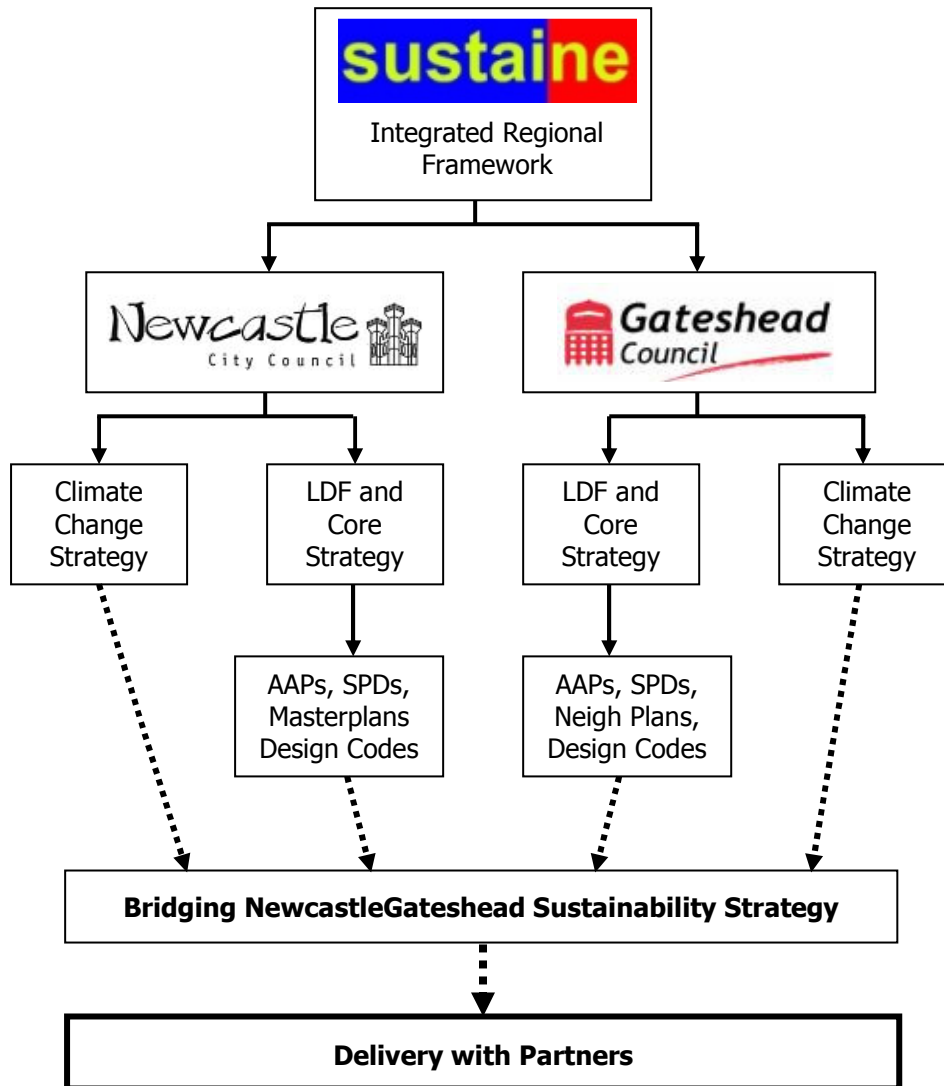 sustaine
Integrated Regional
Framework
Newcastle
City Council
Gateshead
Council
Climate
Change
Strategy
LDF and
Core
Strategy
LDF and
Core
Strategy
Climate
Change
Strategy
AAPs, SPDs,
Masterplans
Design Codes
AAPs, SPDs,
Neigh Plans,
Design Codes
Bridging NewcastleGateshead Sustainability Strategy
Delivery with Partners